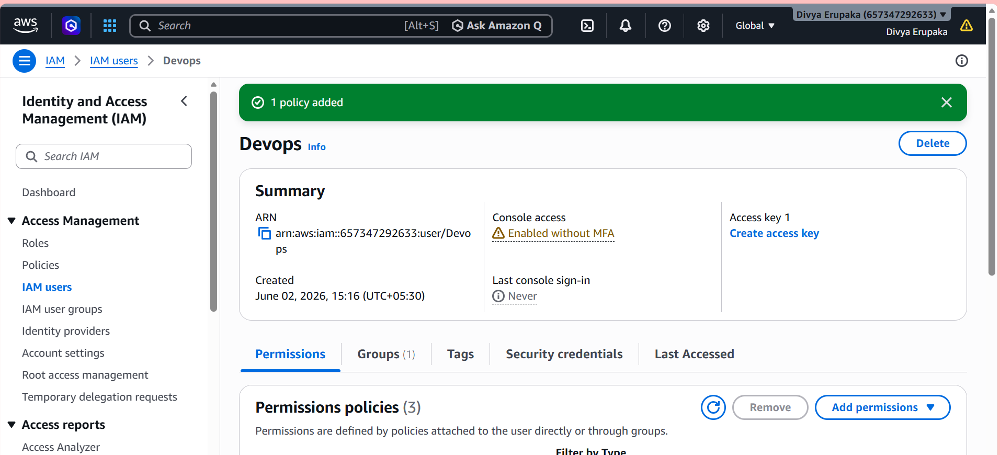 aws
Search [Alt+S] Ask Amazon Q
Global
Divya Erupaka (657347292633)
Divya Erupaka
IAM
IAM users
Devops
Identity and Access
Management (IAM)
Search IAM
Dashboard
Access Management
Roles
Policies
IAM users
IAM user groups
Identity providers
Account settings
Root access management
Temporary delegation requests
Access reports
Access Analyzer
1 policy added
Devops Info
Delete
Summary
ARN
arn:aws:iam::657347292633:user/Devo
ps
Created
June 02, 2026, 15:16 (UTC+05:30)
Console access
Enabled without MFA
Last console sign-in
Never
Access key 1
Create access key
Permissions
Groups (1)
Tags
Security credentials
Last Accessed
Permissions policies (3)
Remove
Add permissions
Permissions are defined by policies attached to the user directly or through groups.
Filter by Type